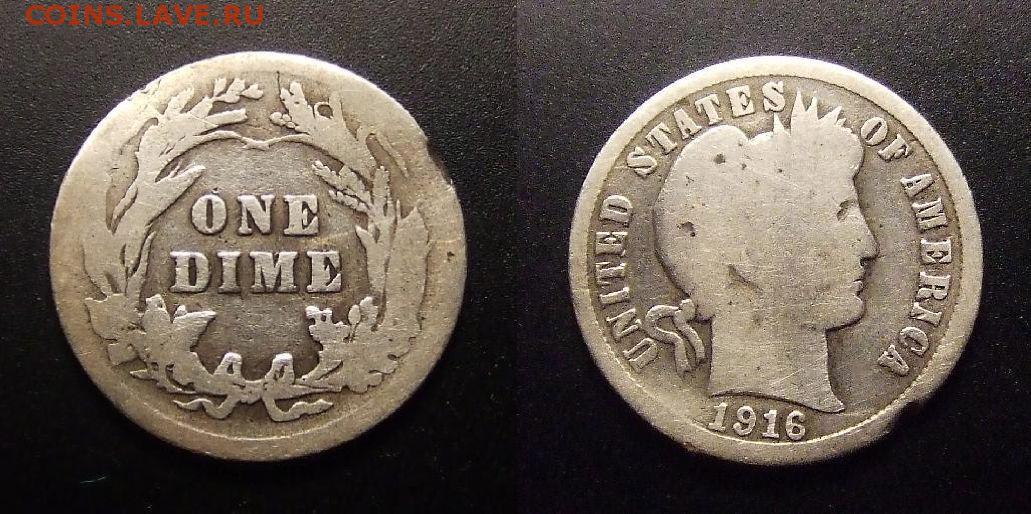 COINS.LAVE.RU
ONE
DIME
UNITED STATES OF AMERICA
1916